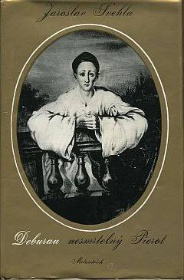 Jaroslav Švehla
Deburau nesmrtelný Pierot
Melantrich